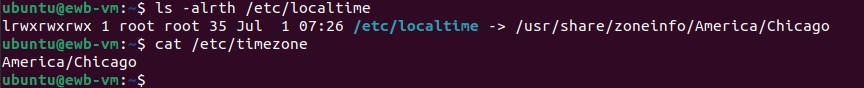 ubuntu@ewb-vm:~$ ls -alrth /etc/localtime
lrwxrwxrwx 1 root root 35 Jul  1 07:26 /etc/localtime -> /usr/share/zoneinfo/America/Chicago
ubuntu@ewb-vm:~$ cat /etc/timezone
America/Chicago
ubuntu@ewb-vm:~$